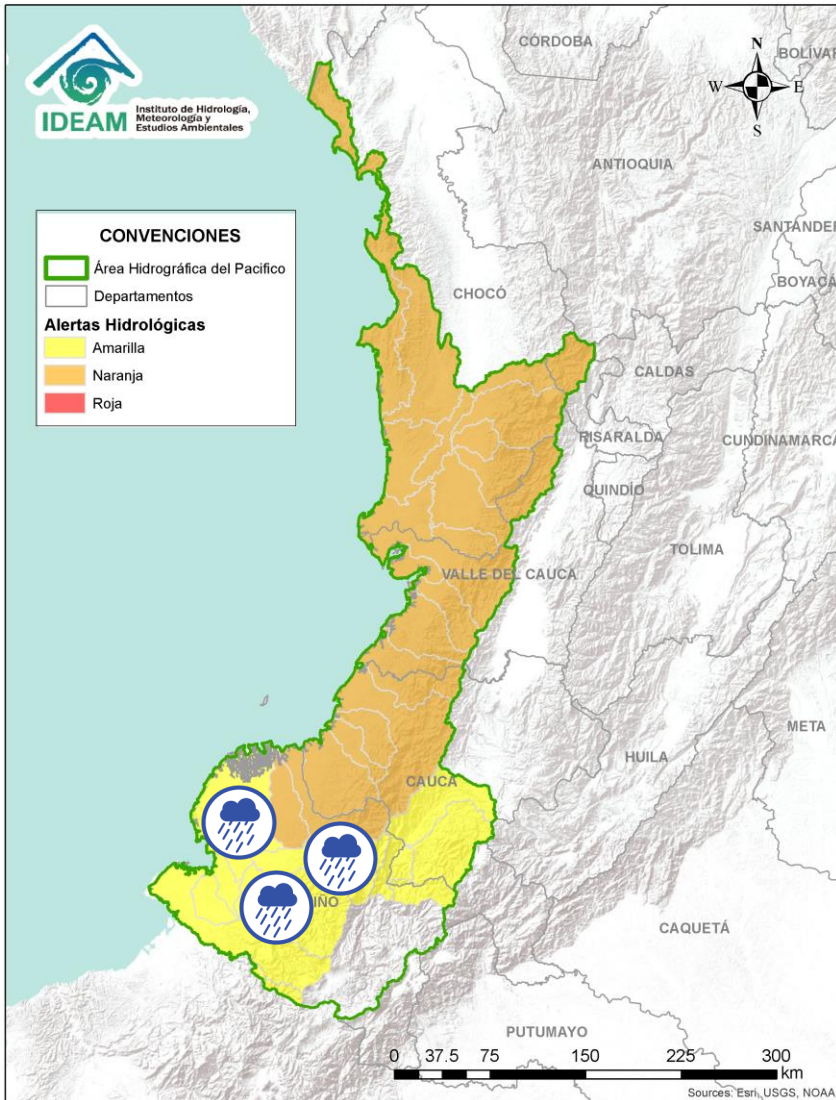 IDEAM
Instituto de Hidrología,
Meteorología y
Estudios Ambientales
CÓRDOBA
BOLÍVAR
N
W E
S
ANTIOQUIA
SANTANDER
BOYACÁ
CONVENCIONES
Área Hidrográfica del Pacifico
Departamentos
Alertas Hidrológicas
Amarilla
Naranja
Roja
CHOCÓ
CALDAS
RISARALDA
CUNDINAMARCA
QUINDÍO
TOLIMA
VALLE DEL CAUCA
META
HUILA
CAUCA
IÑO
CAQUETÁ
PUTUMAYO
0 37.5 75 150 225 300
km
Sources: Esri, USGS, NOAA